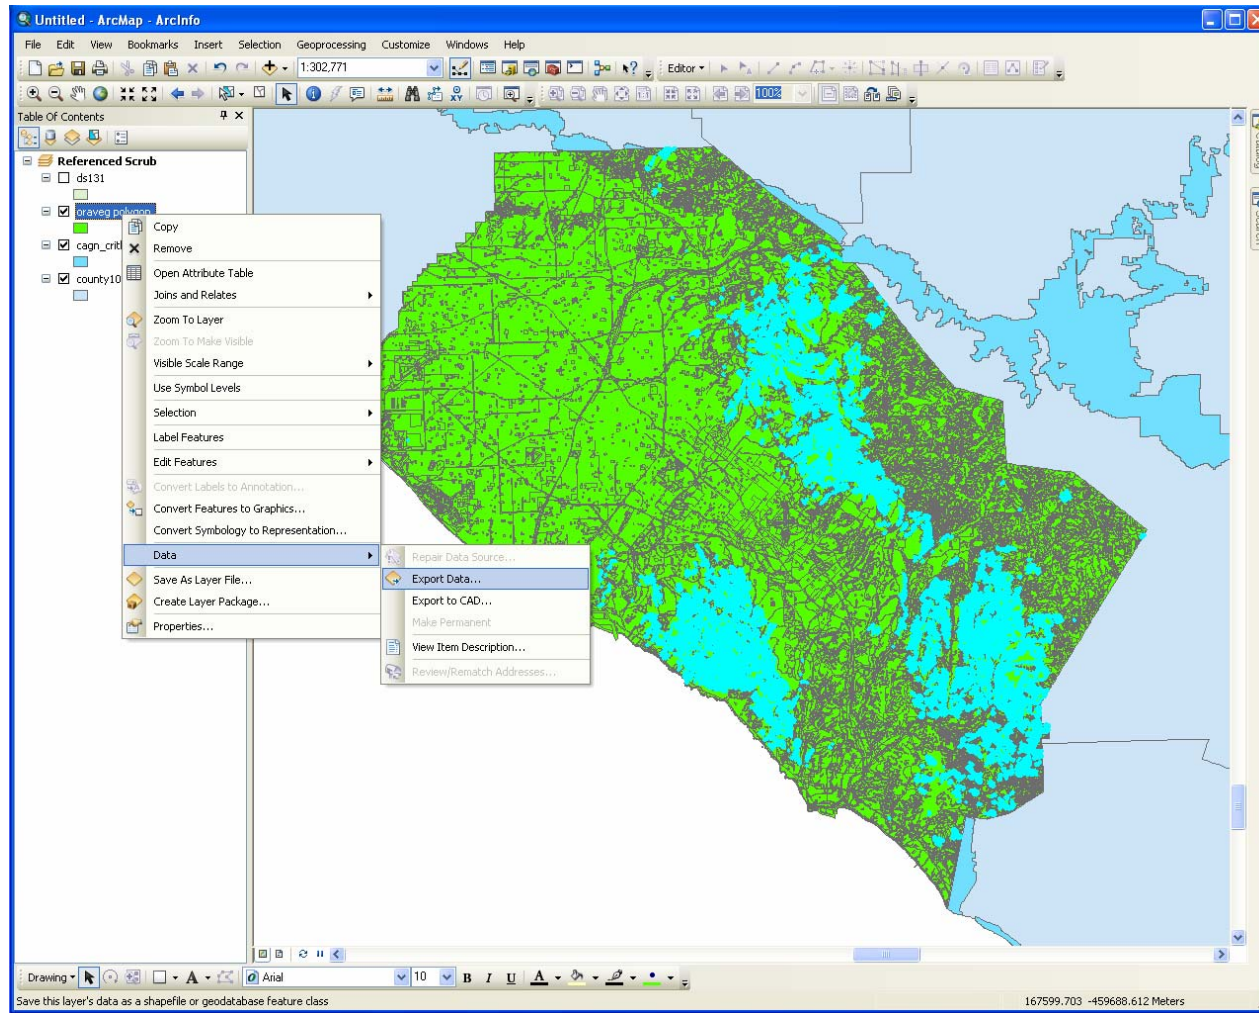 Untitled - ArcMap - ArcInfo
File Edit View Bookmarks Insert Selection Geoprocessing Customize Windows Help
1:302,771
Editor
100%
Table Of Contents
Referenced Scrub
ds131
oraveg polygon
cagn_crit
county10
Copy
Remove
Open Attribute Table
Joins and Relates
Zoom To Layer
Zoom To Make Visible
Visible Scale Range
Use Symbol Levels
Selection
Label Features
Edit Features
Convert Labels to Annotation...
Convert Features to Graphics...
Convert Symbology to Representation...
Data
Save As Layer File...
Create Layer Package...
Properties...
Repair Data Source...
Export Data...
Export to CAD...
Make Permanent
View Item Description...
Review/Rematch Addresses...
Drawing A Arial 10 B I U A
Save this layer's data as a shapefile or geodatabase feature class
167599.703 -459688.612 Meters